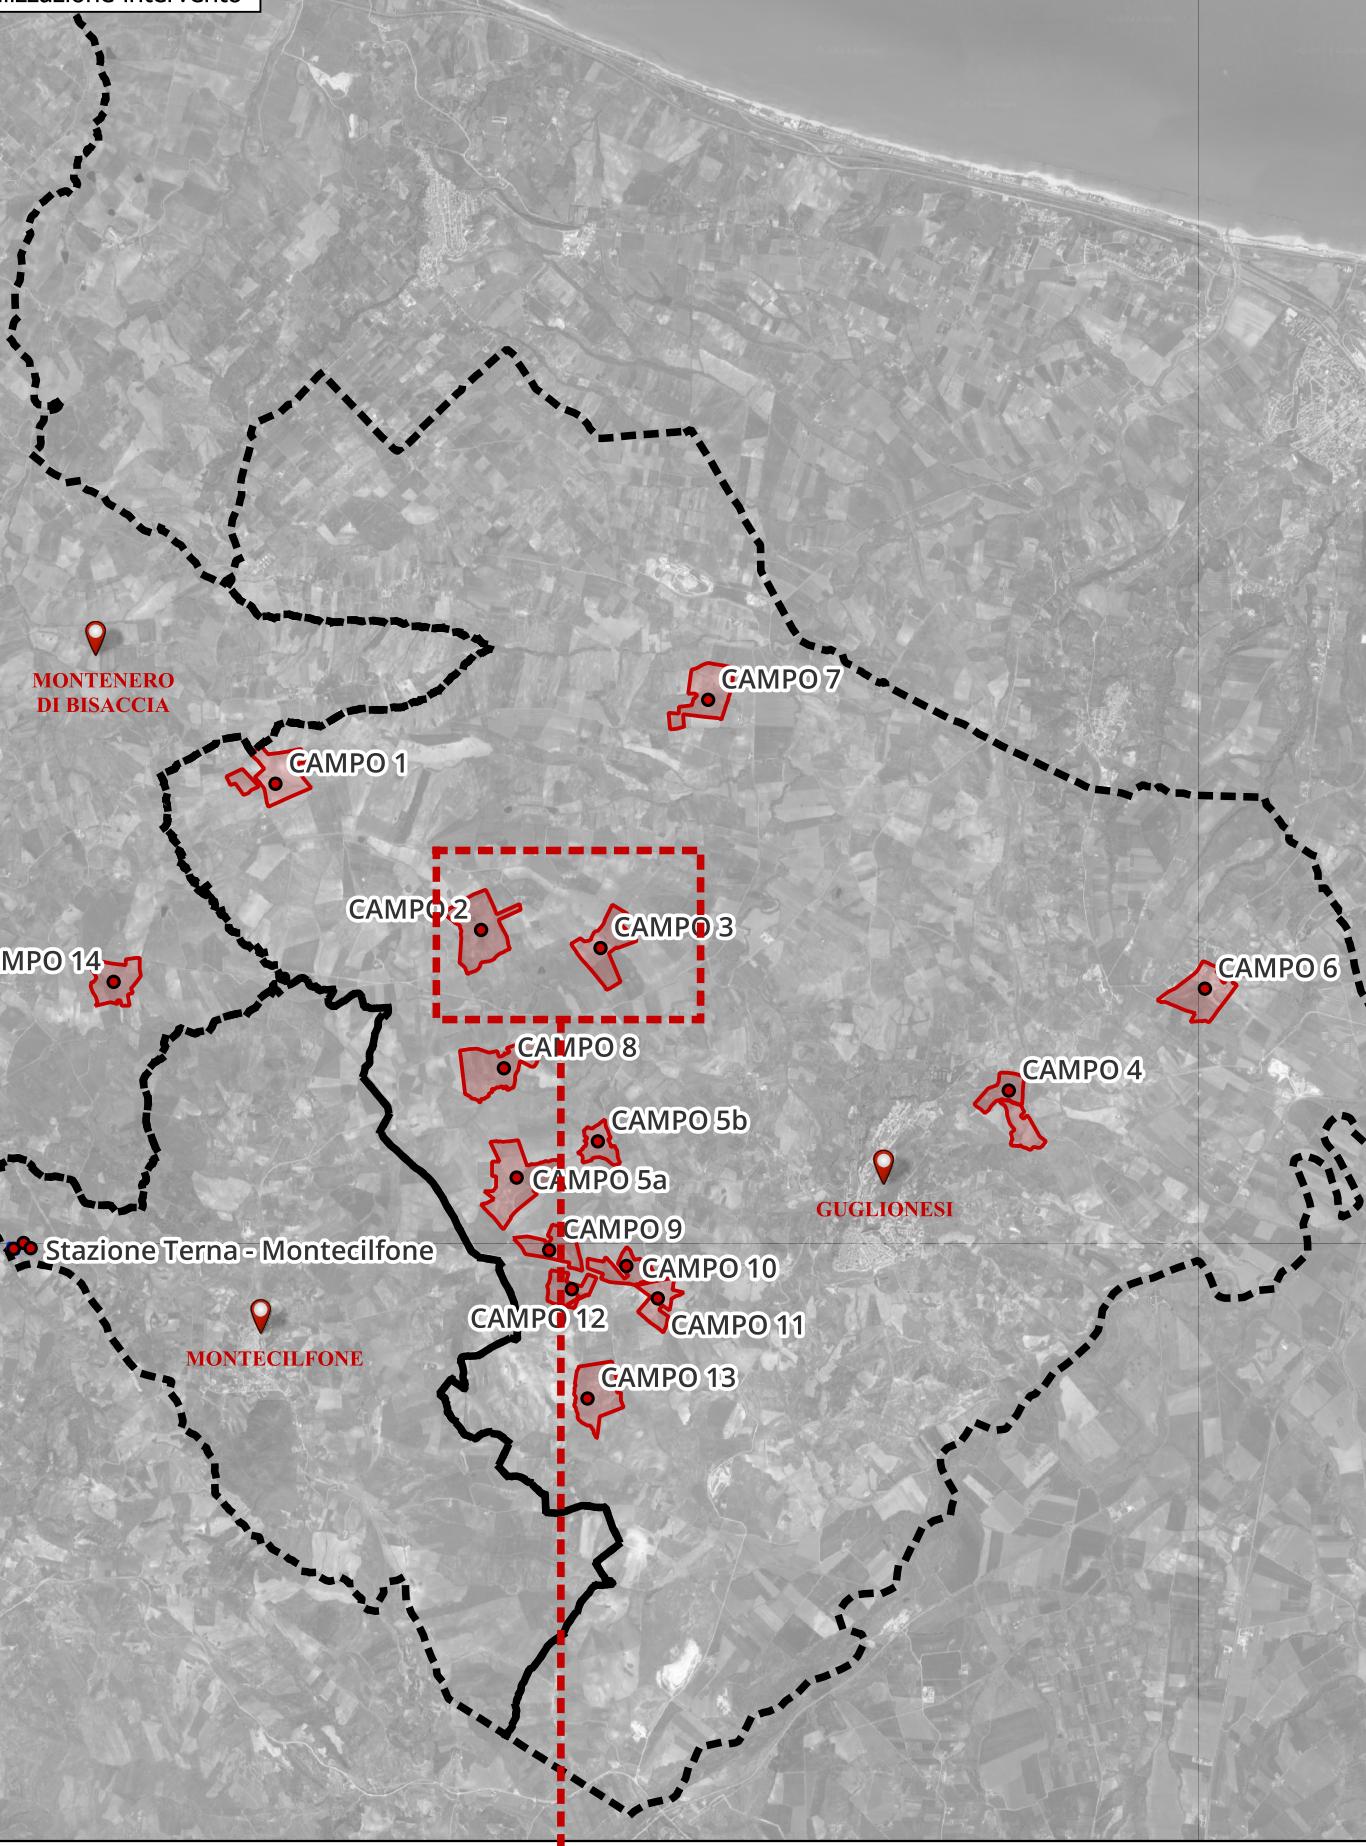 CAMPO 7
MONTENERO
DI BISACCIA
CAMPO 1
CAMPO 2
CAMPO 3
MPO 14
CAMPO 6
CAMPO 8
CAMPO 4
CAMPO 5b
CAMPO 5a
GUGLIONESI
CAMPO 9
Stazione Terna - Montecilfone
CAMPO 10
CAMPO 12
CAMPO 11
MONTECILFONE
CAMPO 13